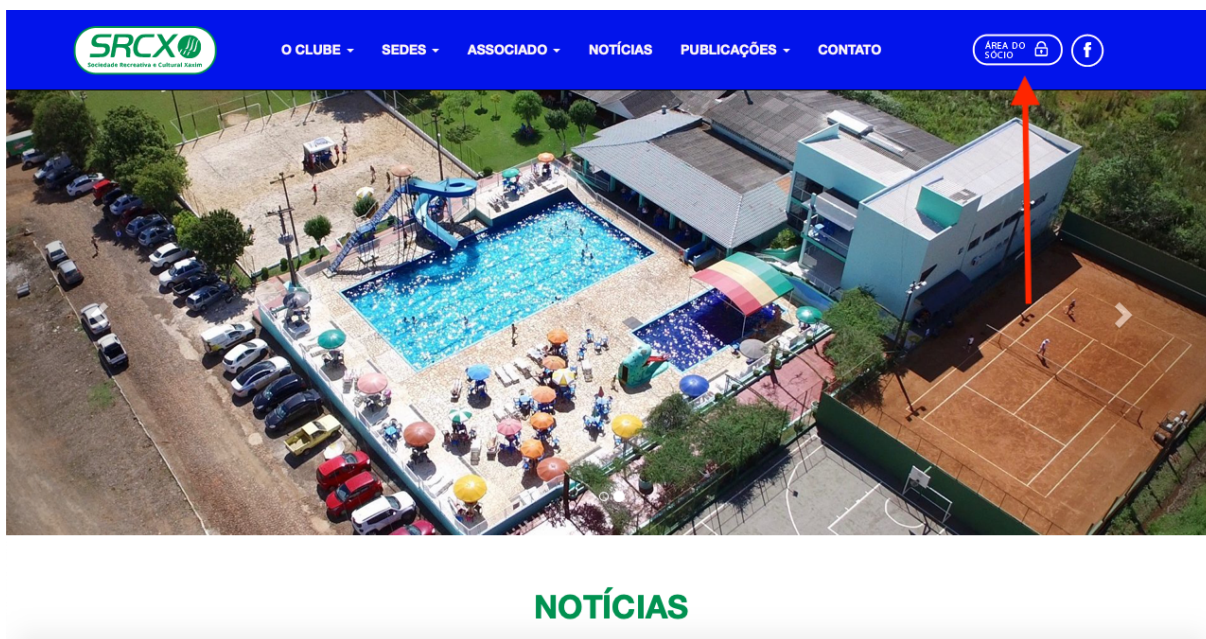 SRCX
Sociedade Recreativa e Cultural Xaxim
O CLUBE
SEDES
ASSOCIADO
NOTÍCIAS
PUBLICAÇÕES
CONTATO
ÁREA DO
SÓCIO
f
NOTÍCIAS